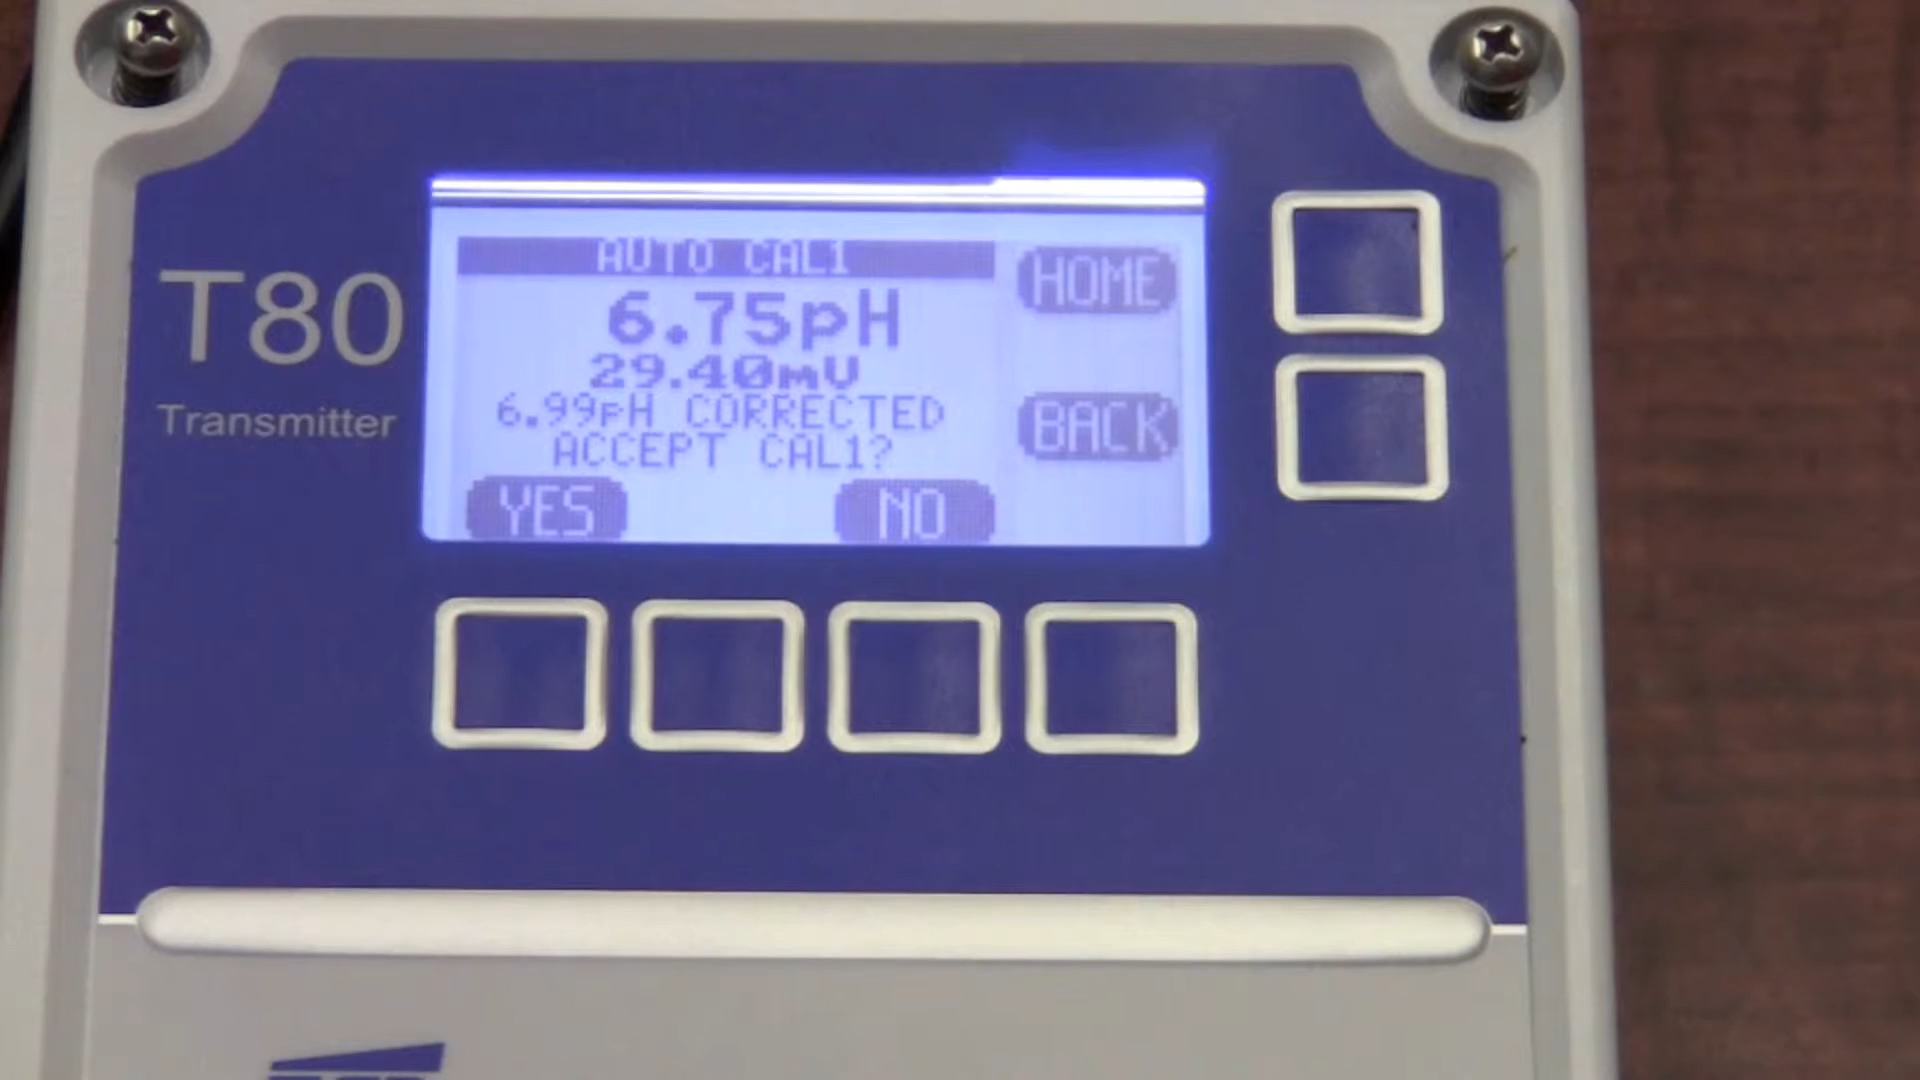 AUTO CAL1
HOME
6.75pH
29.40mV
6.99pH CORRECTED
BACK
ACCEPT CAL1?
YES NO
T80
Transmitter